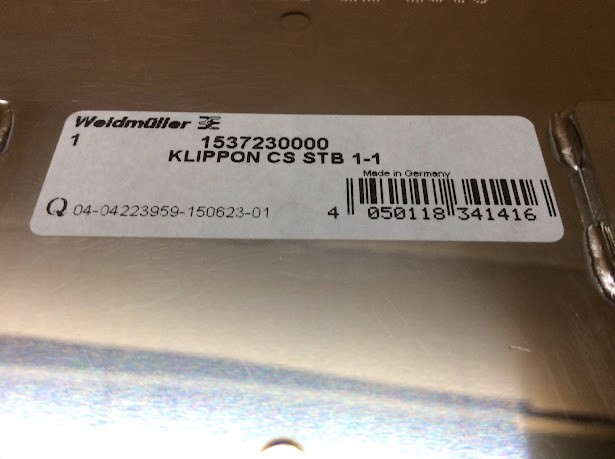 Weidmüller
1 1537230000
KLIPPON CS STB 1-1
Made in Germany
Q 04-04223959-150623-01
4 050118 341416